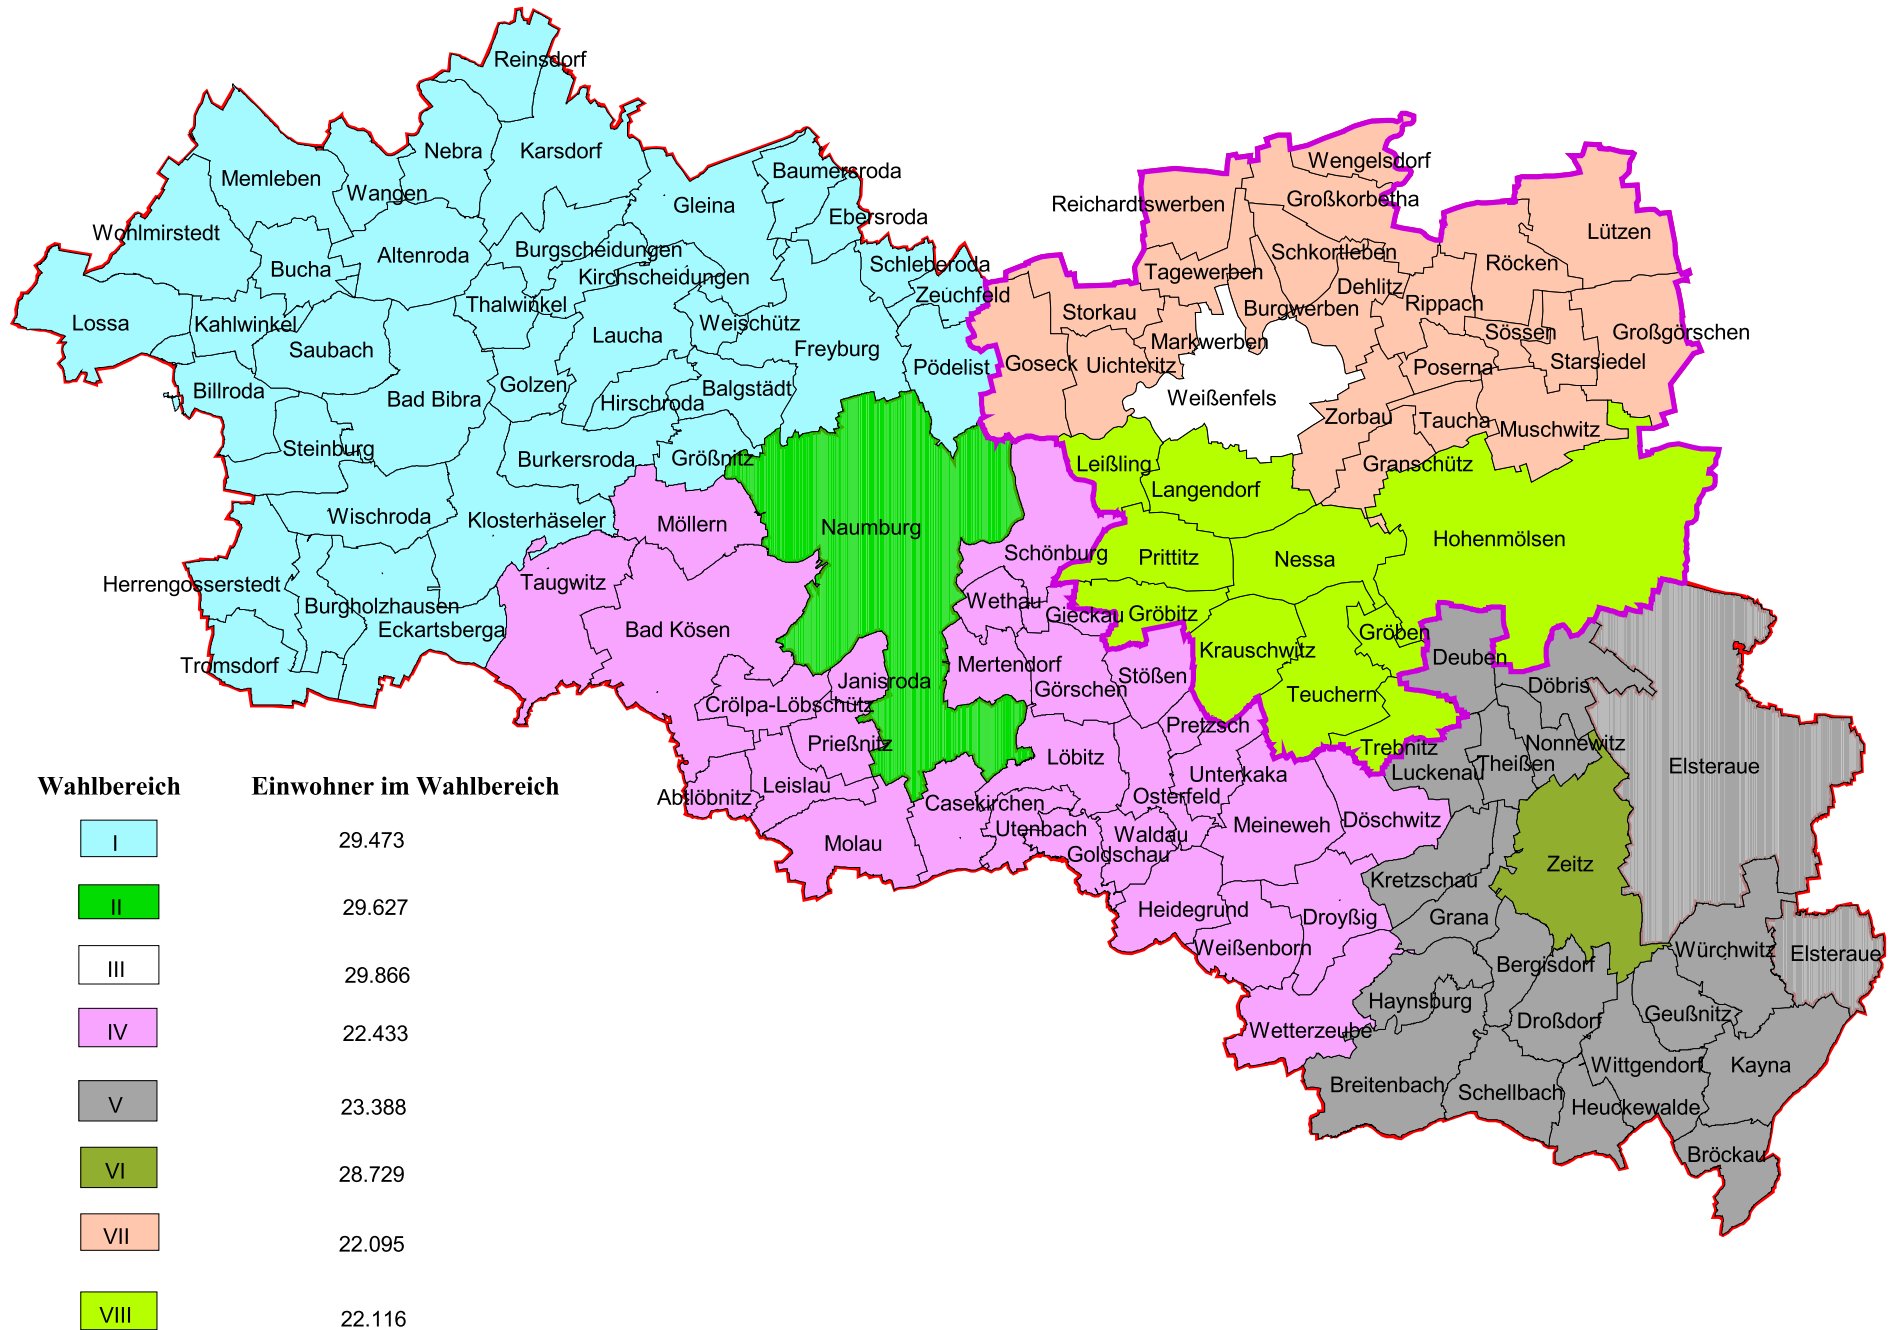 Reinsdorf
Nebra
Karsdorf
Memleben
Wangen
Baumersroda
Gleina
Ebersroda
Wohlmirstedt
Altenroda
Burgscheidungen
Bucha
Kirchscheidungen
Schleberoda
Zeuchfeld
Thalwinkel
Lossa
Kahlwinkel
Saubach
Laucha
Weischütz
Freyburg
Pödelist
Billroda
Bad Bibra
Golzen
Hirschroda
Balgstädt
Steinburg
Burkersroda
Größnitz
Wischroda
Klosterhäseler
Herrengosserstedt
Burgholzhausen
Eckartsberga
Tromsdorf
Wengelsdorf
Großkorbetha
Reichardtswerben
Lützen
Schkortleben
Röcken
Tagewerben
Dehlitz
Rippach
Burgwerben
Storkau
Markwerben
Sössen
Großgörschen
Goseck
Uichteritz
Poserna
Starsiedel
Weißenfels
Zorbau
Taucha
Muschwitz
Granschütz
Leißling
Langendorf
Hohenmölsen
Prittitz
Nessa
Gröbitz
Gröben
Krauschwitz
Teuchern
Trebnitz
Möllern
Naumburg
Schönburg
Taugwitz
Wethau
Gieckau
Bad Kösen
Mertendorf
Janisroda
Görschen
Stößen
Crölpa-Löbschütz
Prießnitz
Pretzsch
Löbitz
Unterkaka
Abtlöbnitz
Leislau
Casekirchen
Osterfeld
Molau
Utenbach
Waldau
Goldschau
Meineweh
Döschwitz
Heidegrund
Droyßig
Weißenborn
Wetterzeube
Deuben
Döbris
Nonnewitz
Theißen
Luckenau
Elsteraue
Zeitz
Kretzschau
Grana
Würchwitz
Elsteraue
Bergisdorf
Haynsburg
Droßdorf
Geußnitz
Wittgendorf
Kayna
Breitenbach
Schellbach
Heuckewalde
Bröckau
Wahlbereich Einwohner im Wahlbereich
I 29.473
II 29.627
III 29.866
IV 22.433
V 23.388
VI 28.729
VII 22.095
VIII 22.116